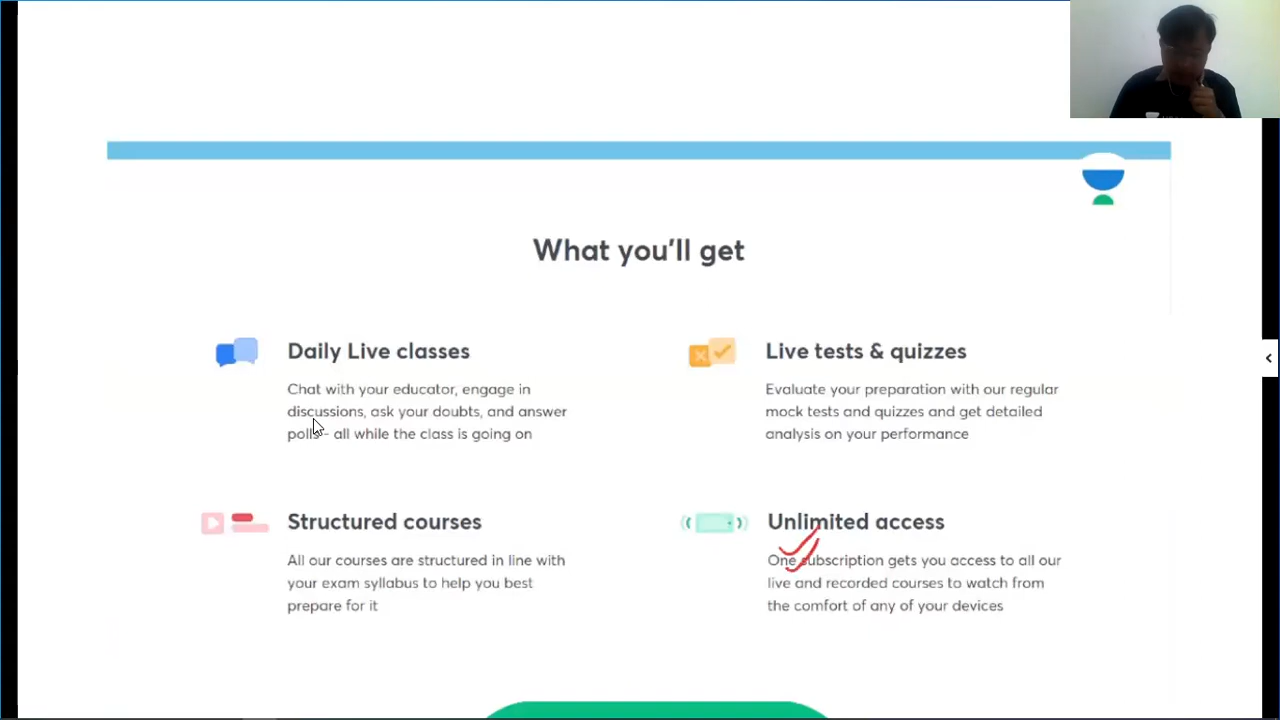 What you'll get
Daily Live classes
Chat with your educator, engage in
discussions, ask your doubts, and answer
polls - all while the class is going on
Live tests & quizzes
Evaluate your preparation with our regular
mock tests and quizzes and get detailed
analysis on your performance
Structured courses
All our courses are structured in line with
your exam syllabus to help you best
prepare for it
Unlimited access
One subscription gets you access to all our
live and recorded courses to watch from
the comfort of any of your devices